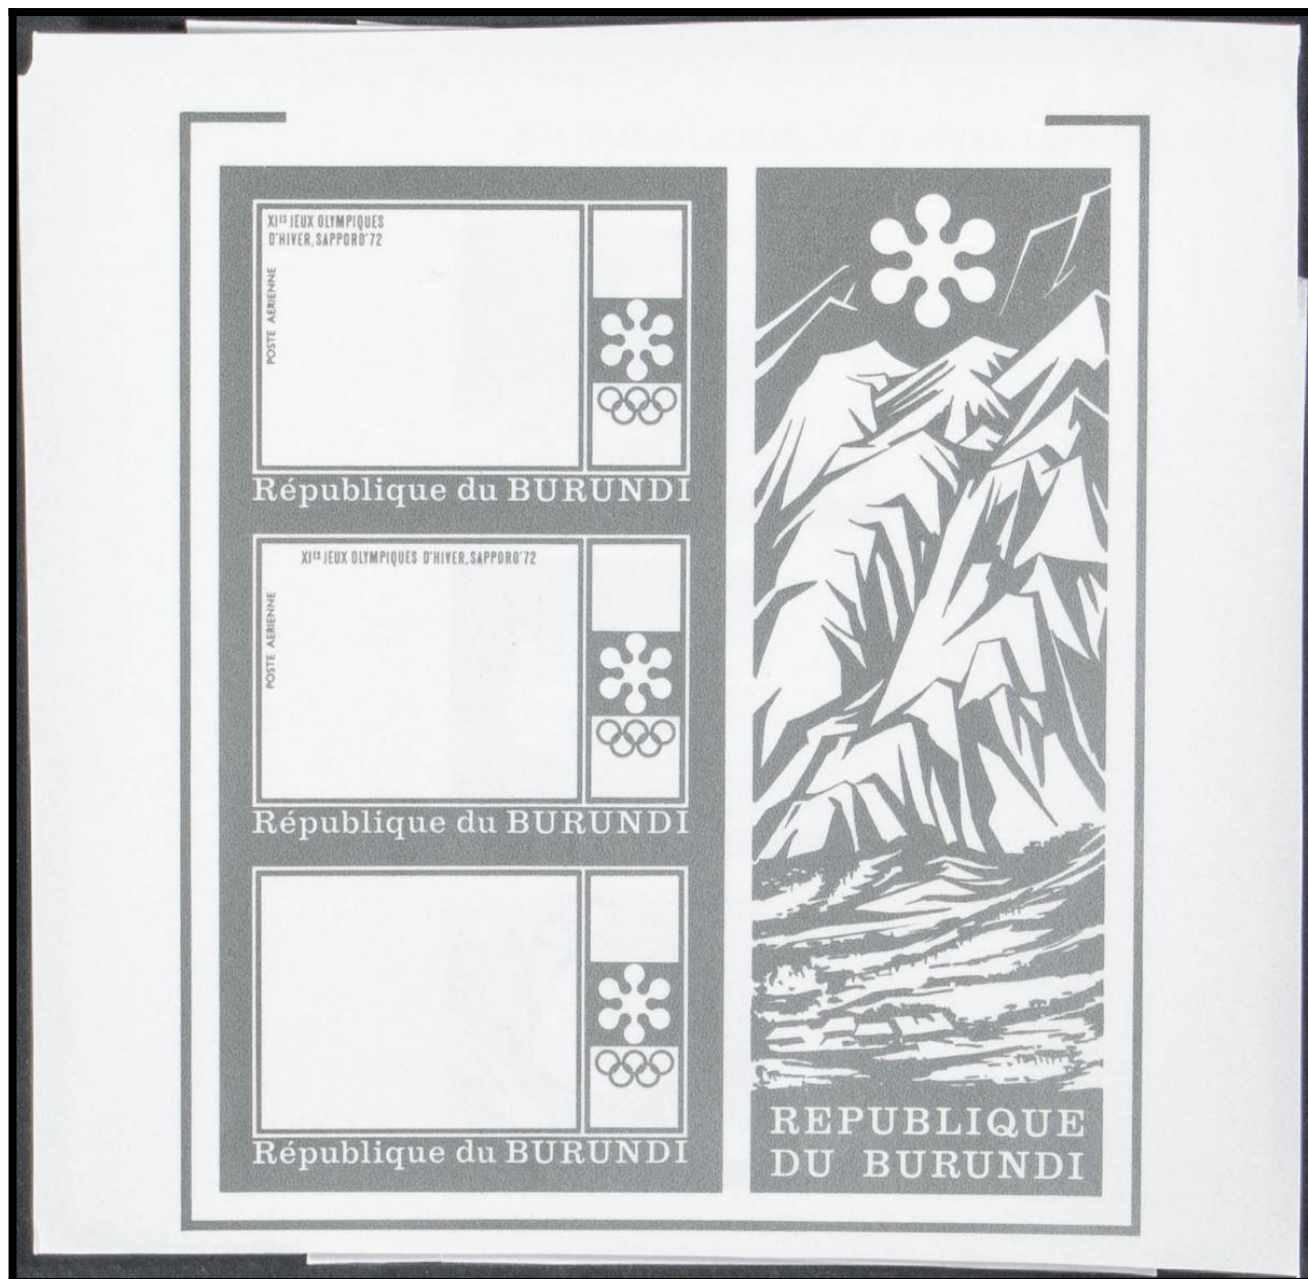 XIes JEUX OLYMPIQUES
D'HIVER, SAPPORO'72
POSTE AERIENNE
République du BURUNDI
XIes JEUX OLYMPIQUES D'HIVER, SAPPORO'72
POSTE AERIENNE
République du BURUNDI
République du BURUNDI
REPUBLIQUE
DU BURUNDI